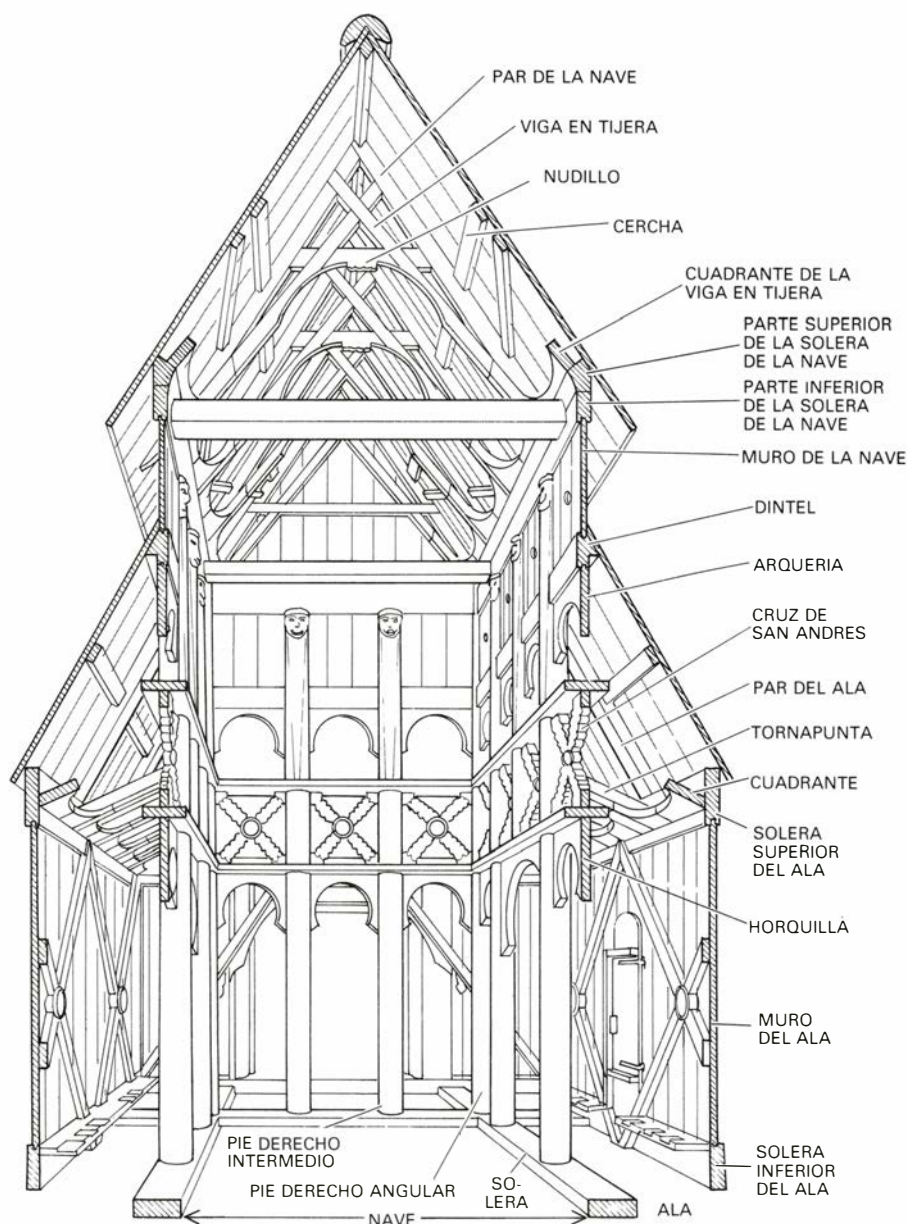 PAR DE LA NAVE
VIGA EN TIJERA
NUDILLO
CERCHA
CUADRANTE DE LA
VIGA EN TIJERA
PARTE SUPERIOR
DE LA SOLERA
DE LA NAVE
PARTE INFERIOR
DE LA SOLERA
DE LA NAVE
MURO DE LA NAVE
DINTEL
ARQUERIA
CRUZ DE
SAN ANDRES
PAR DEL ALA
TORNAPUNTA
CUADRANTE
SOLERA
SUPERIOR
DEL ALA
HORQUILLA
MURO
DEL ALA
SOLERA
INFERIOR
DEL ALA
PIE DERECHO
INTERMEDIO
PIE DERECHO ANGULAR
SO-
LERA
NAVE
ALA